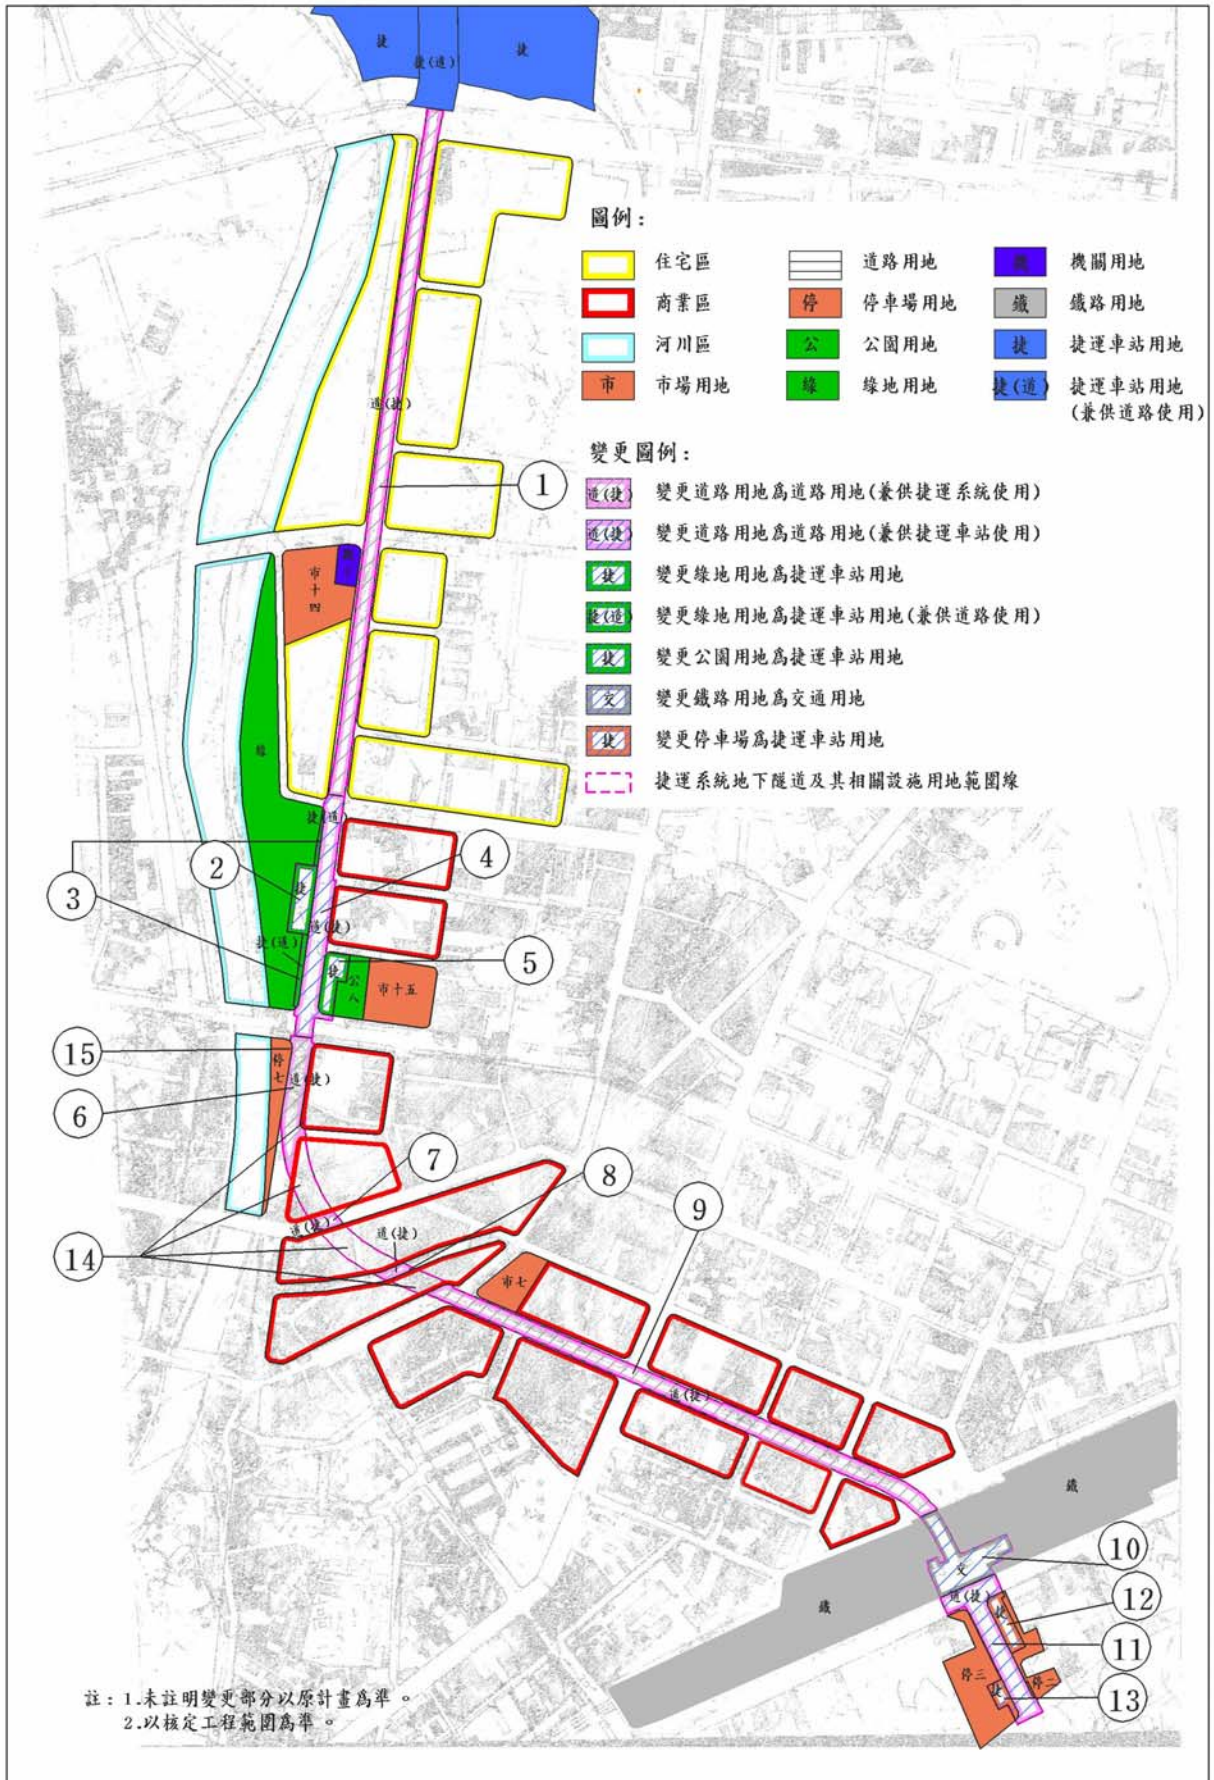 捷
捷(道)
捷
圖例：
住宅區
道路用地
機
機關用地
商業區
停
停車場用地
鐵
鐵路用地
河川區
公
公園用地
捷
捷運車站用地
市
市場用地
綠
綠地用地
捷(道)
捷運車站用地
(兼供道路使用)
道(捷)
變更圖例：
道(捷)
變更道路用地為道路用地(兼供捷運系統使用)
道(捷)
變更道路用地為道路用地(兼供捷運車站使用)
捷
變更綠地用地為捷運車站用地
捷(道)
變更綠地用地為捷運車站用地(兼供道路使用)
捷
變更公園用地為捷運車站用地
交
變更鐵路用地為交通用地
捷
變更停車場為捷運車站用地
捷運系統地下隧道及其相關設施用地範圍線
1
市十四
綠
捷(道)
2
4
3
捷
道(捷)
捷(道)
捷
5
公八
市十五
15
停七
道(捷)
6
7
8
9
道(捷)
道(捷)
14
市七
道(捷)
鐵
10
交
道(捷)
12
捷
鐵
11
停三
停二
捷
13
註：1.未註明變更部分以原計畫為準。
2.以核定工程範圍為準。